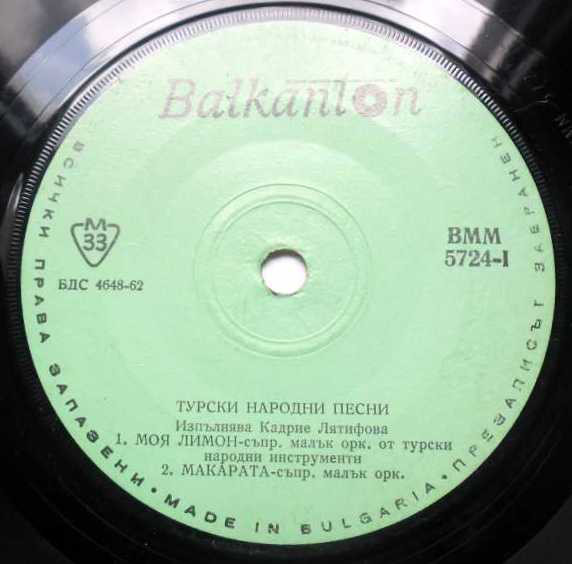 Balkanton
М
33
БДС 4648-62
ВММ
5724-I
ТУРСКИ НАРОДНИ ПЕСНИ
Изпълнява Кадрие Лятифова
1. МОЯ ЛИМОН-съпр. малък орк. от турски
народни инструменти
2. МАКАРАТА-съпр. малък орк.
ВСИЧКИ ПРАВА ЗАПАЗЕНИ • MADE IN BULGARIA • ПРЕЗАПИСЪТ ЗАБРАНЕН